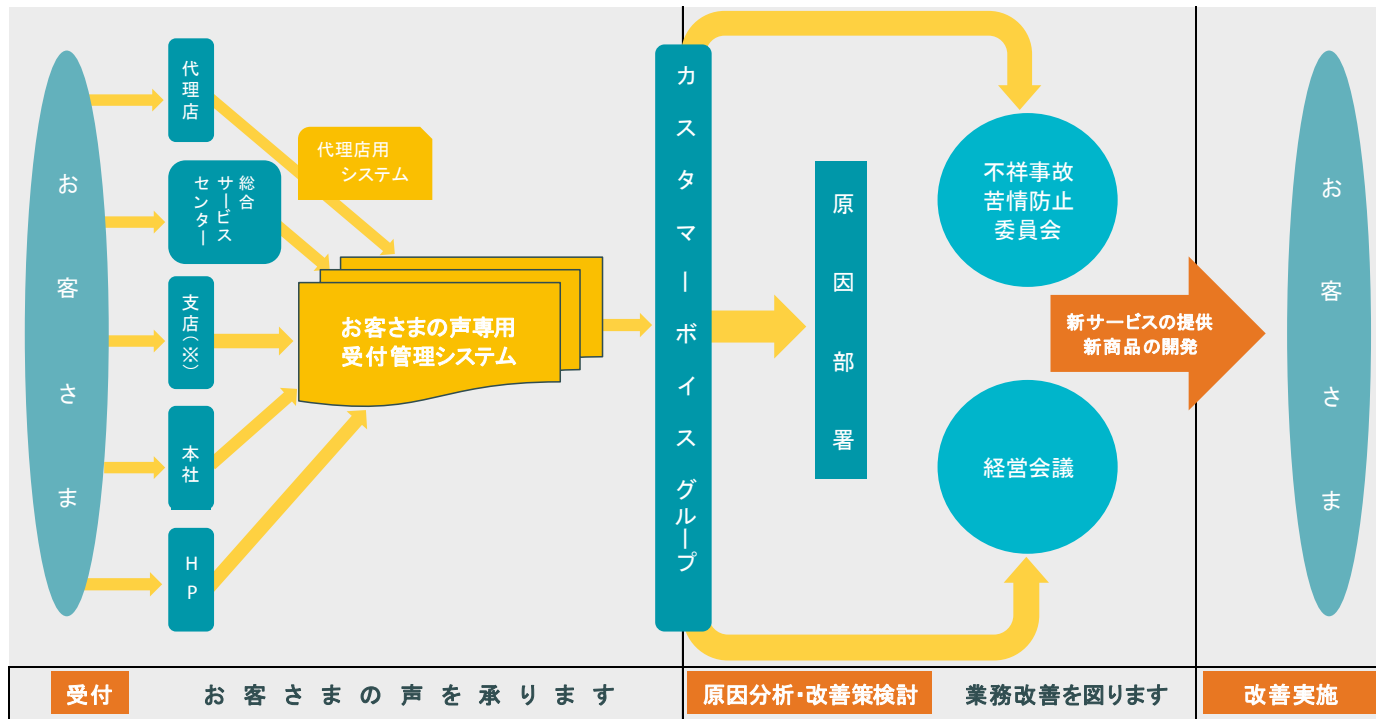 お客さま
代理店
総合
サービス
センター
支店(※)
本社
HP
代理店用
システム
お客さまの声専用
受付管理システム
カスタマーボイスグループ
原因部署
不祥事故
苦情防止
委員会
経営会議
新サービスの提供
新商品の開発
お客さま
受付
お客さまの声を承ります
原因分析・改善策検討
業務改善を図ります
改善実施